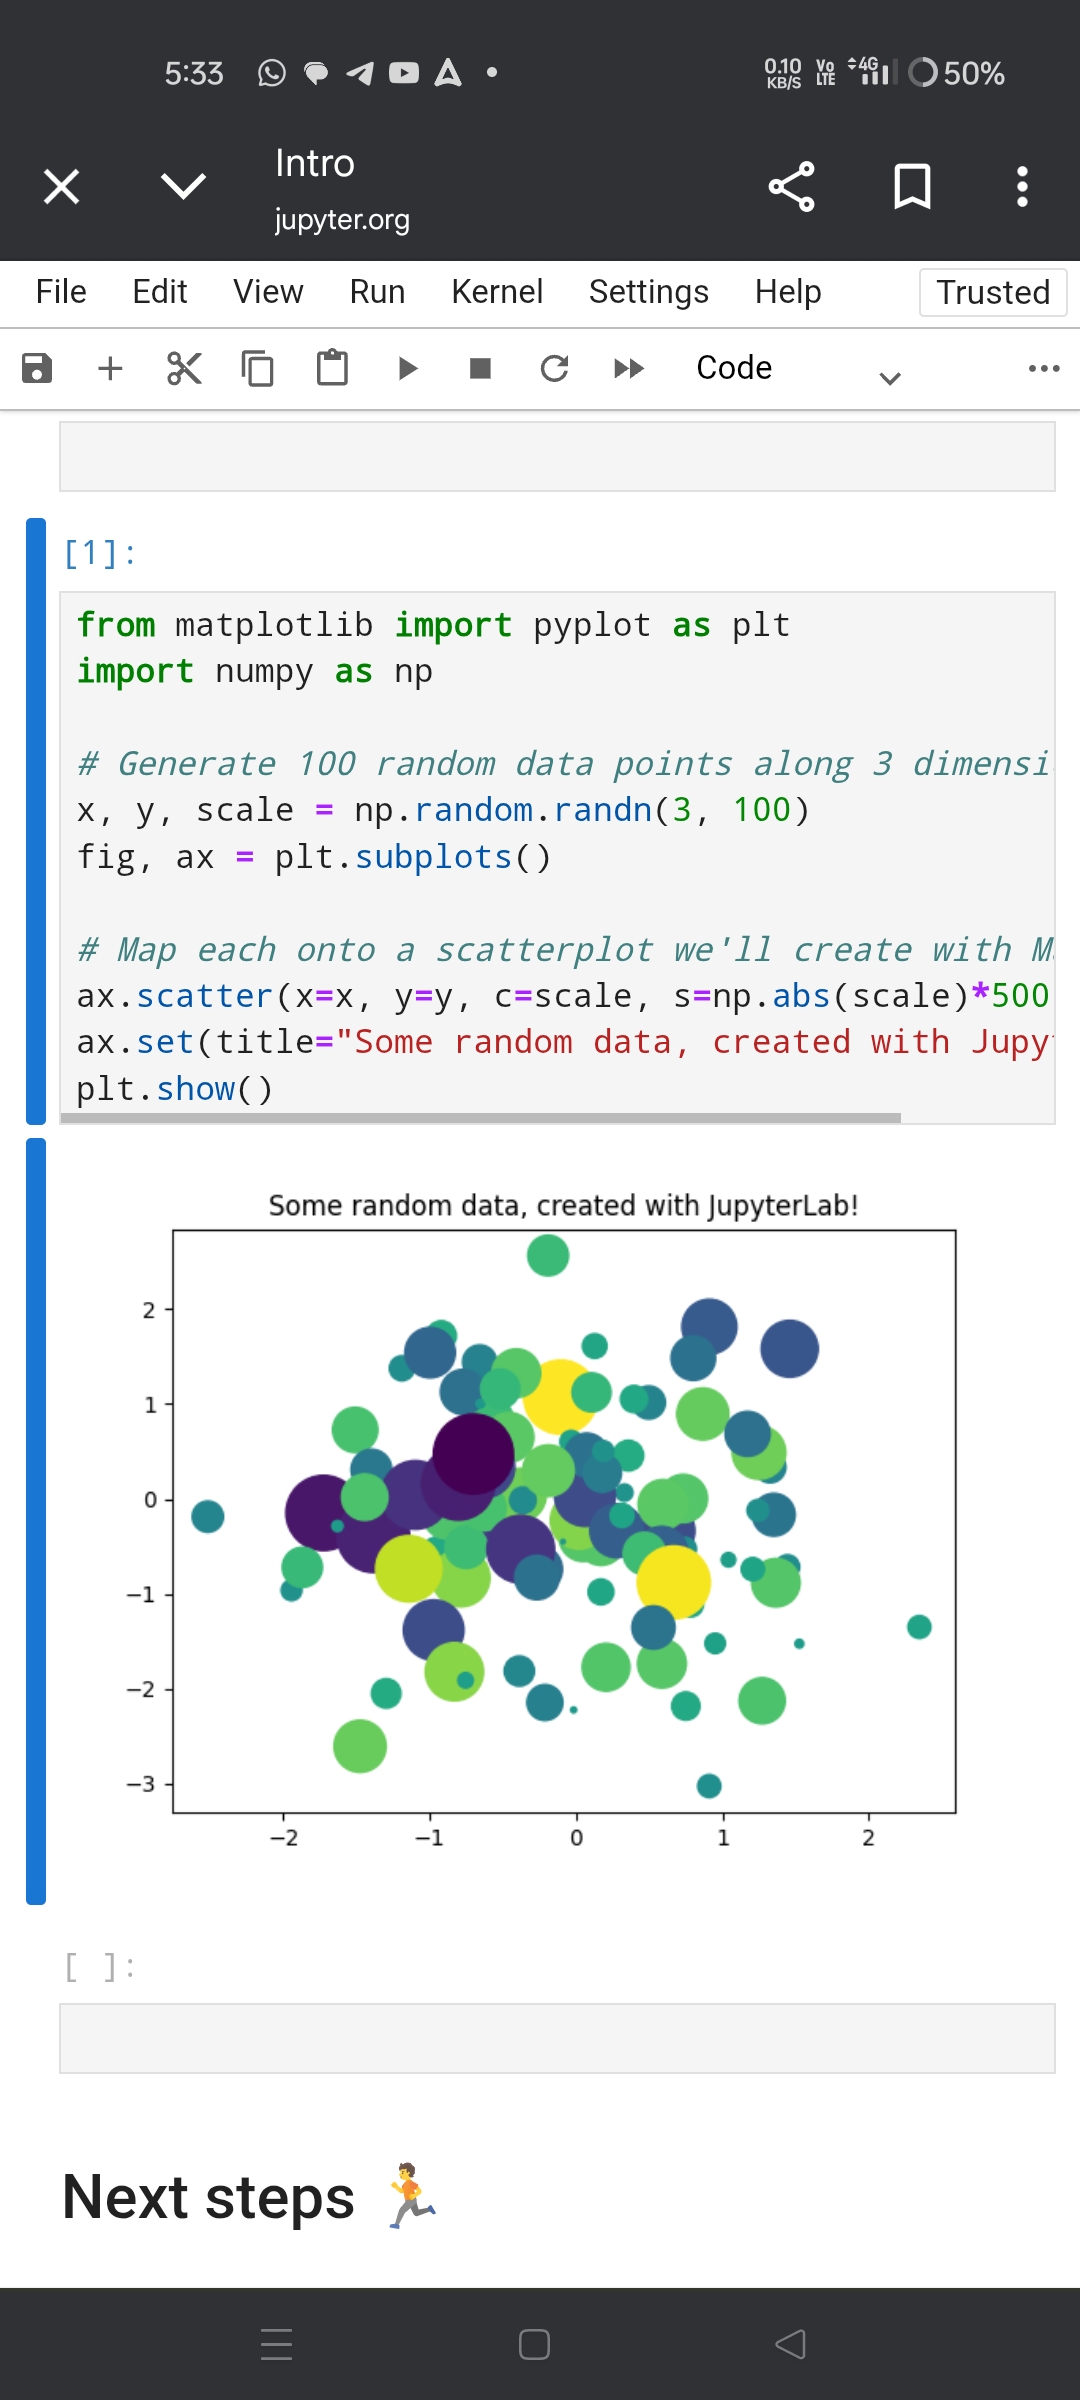 5:33 0.10 KB/S Vo LTE 4G 50%
Intro
jupyter.org
File Edit View Run Kernel Settings Help Trusted
Code
[1]:
from matplotlib import pyplot as plt
import numpy as np
# Generate 100 random data points along 3 dimensi
x, y, scale = np.random.randn(3, 100)
fig, ax = plt.subplots()
# Map each onto a scatterplot we'll create with M
ax.scatter(x=x, y=y, c=scale, s=np.abs(scale)*500
ax.set(title="Some random data, created with Jupy
plt.show()
Some random data, created with JupyterLab!
2
1
0
−1
−2
−3
−2 −1 0 1 2
[ ]:
Next steps